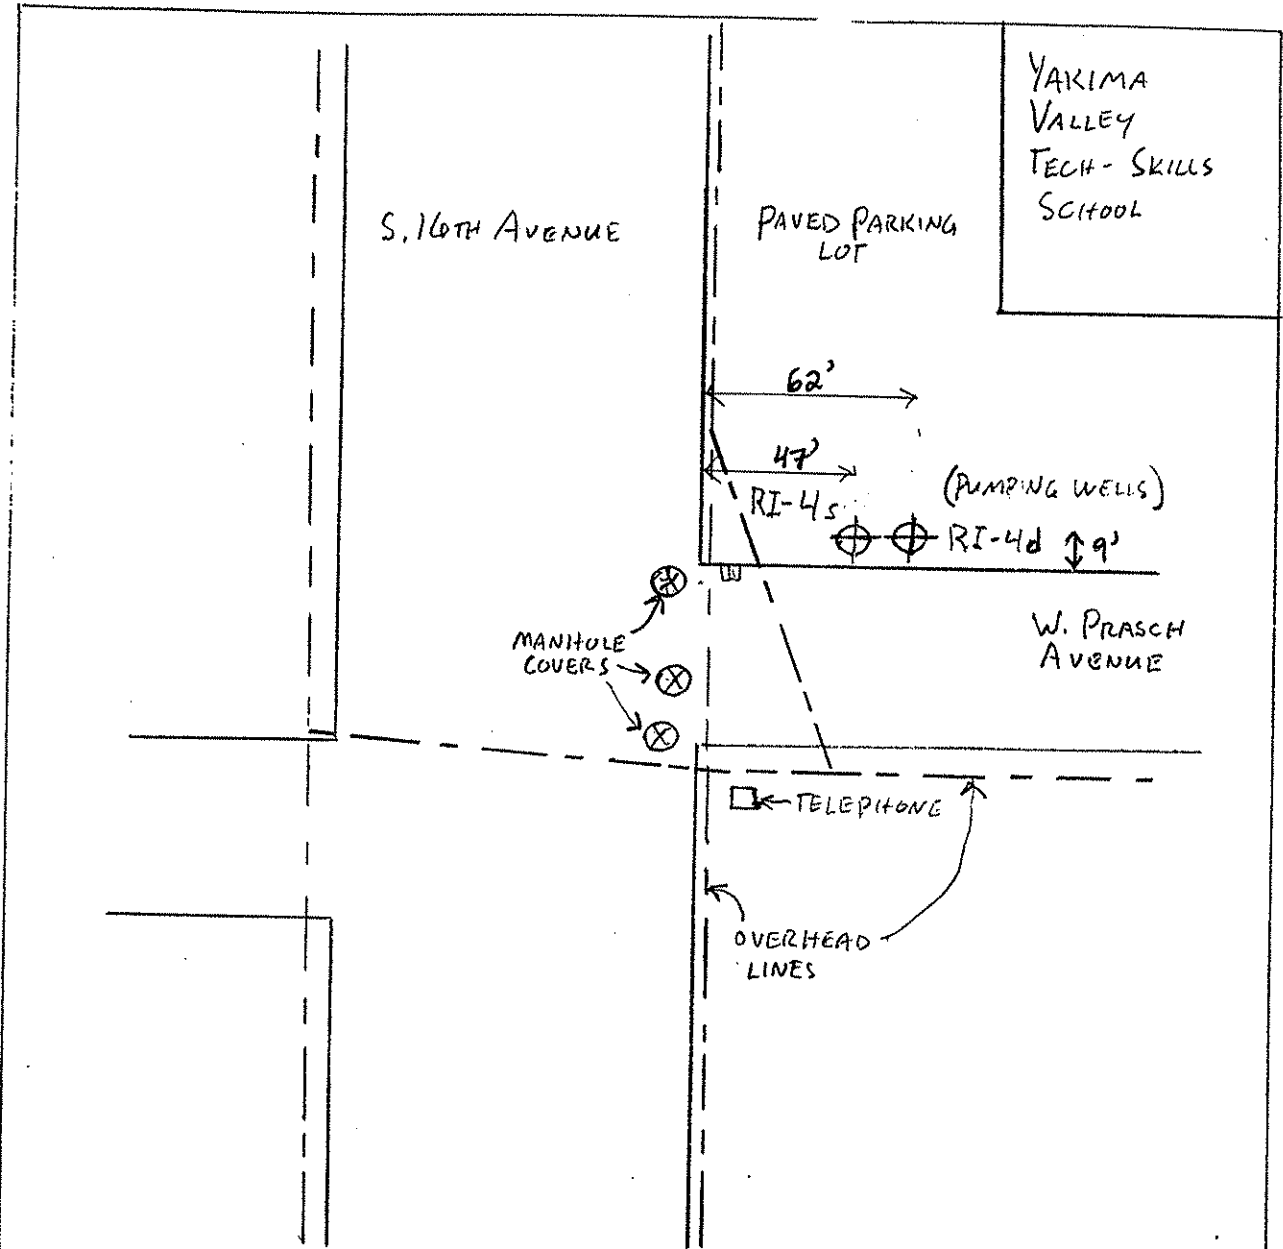 YAKIMA
VALLEY
TECH- SKILLS
SCHOOL
S. 16TH AVENUE
PAVED PARKING
LOT
62'
47'
RI-4s
(PUMPING WELLS)
RI-4d
9'
MANHOLE
COVERS
W. PRASCH
AVENUE
TELEPHONE
OVERHEAD
LINES